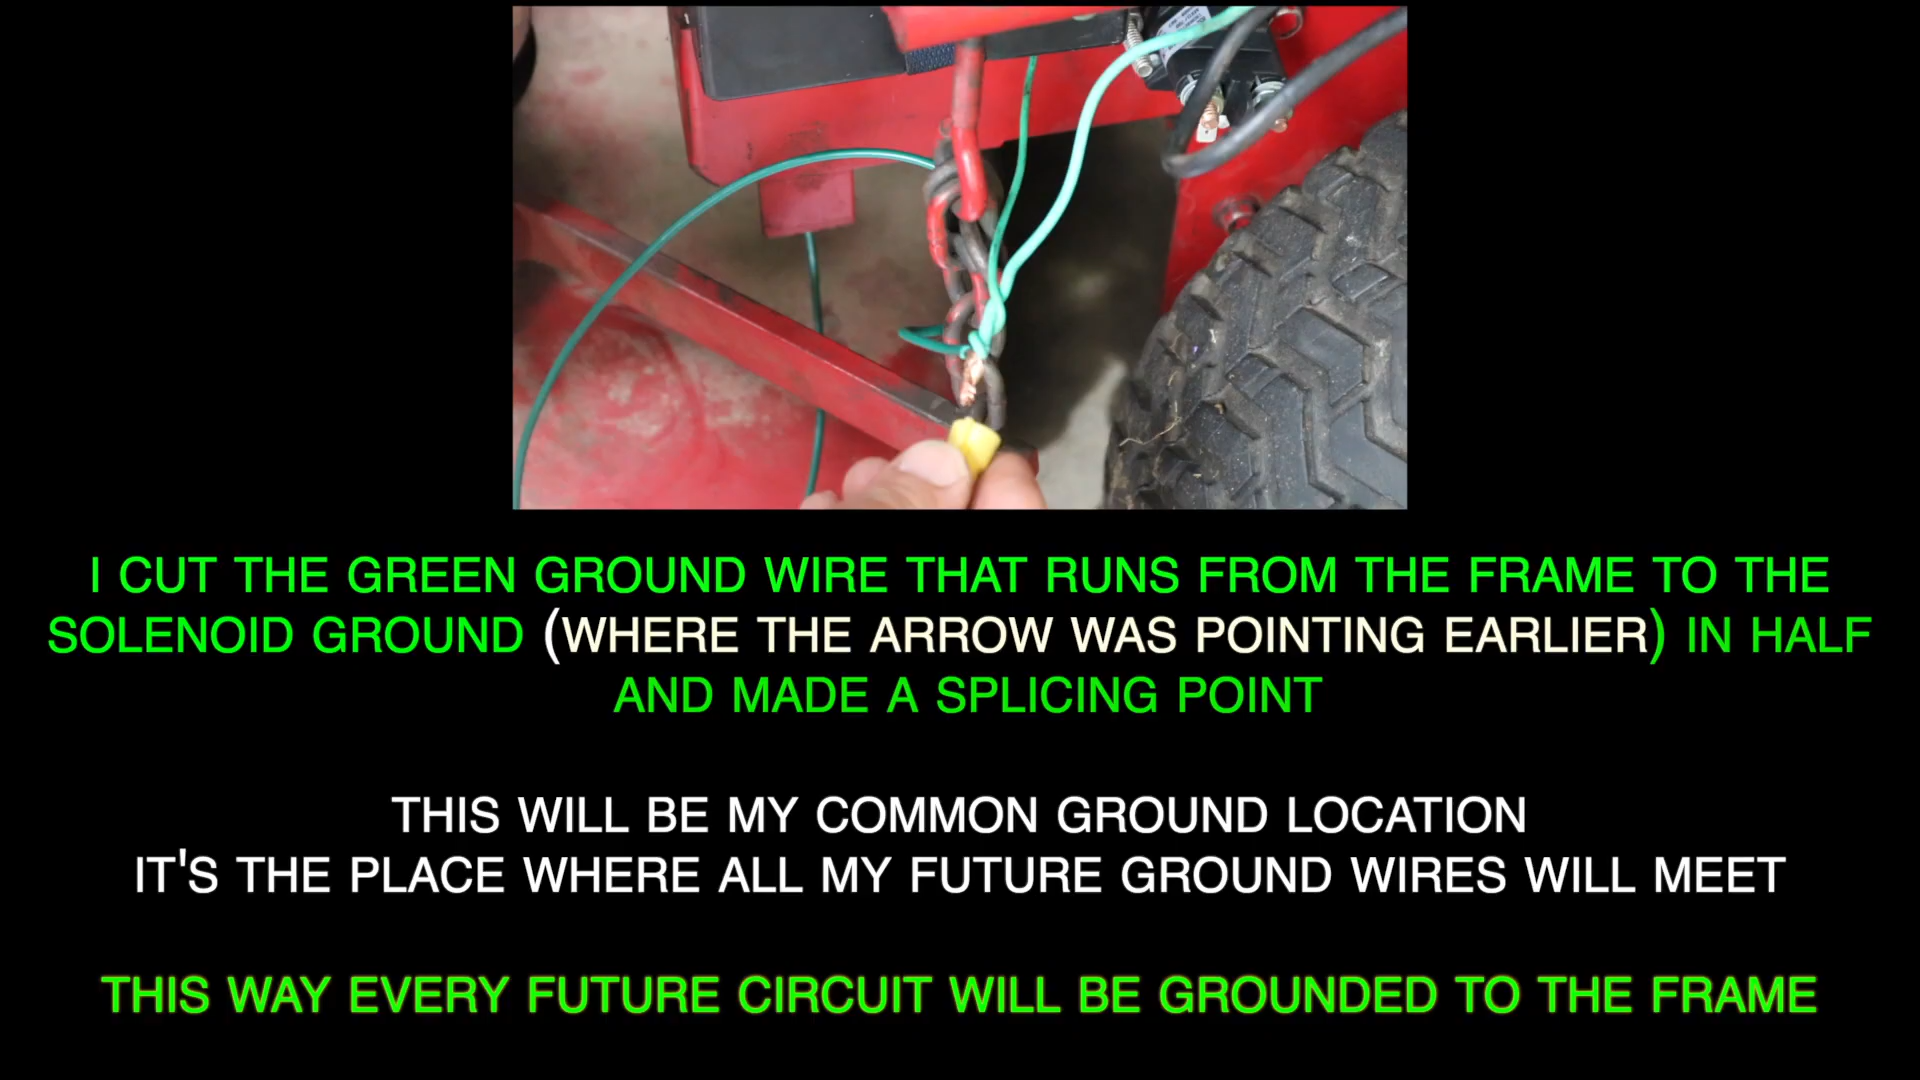 I CUT THE GREEN GROUND WIRE THAT RUNS FROM THE FRAME TO THE
SOLENOID GROUND (WHERE THE ARROW WAS POINTING EARLIER) IN HALF
AND MADE A SPLICING POINT
THIS WILL BE MY COMMON GROUND LOCATION
IT'S THE PLACE WHERE ALL MY FUTURE GROUND WIRES WILL MEET
THIS WAY EVERY FUTURE CIRCUIT WILL BE GROUNDED TO THE FRAME